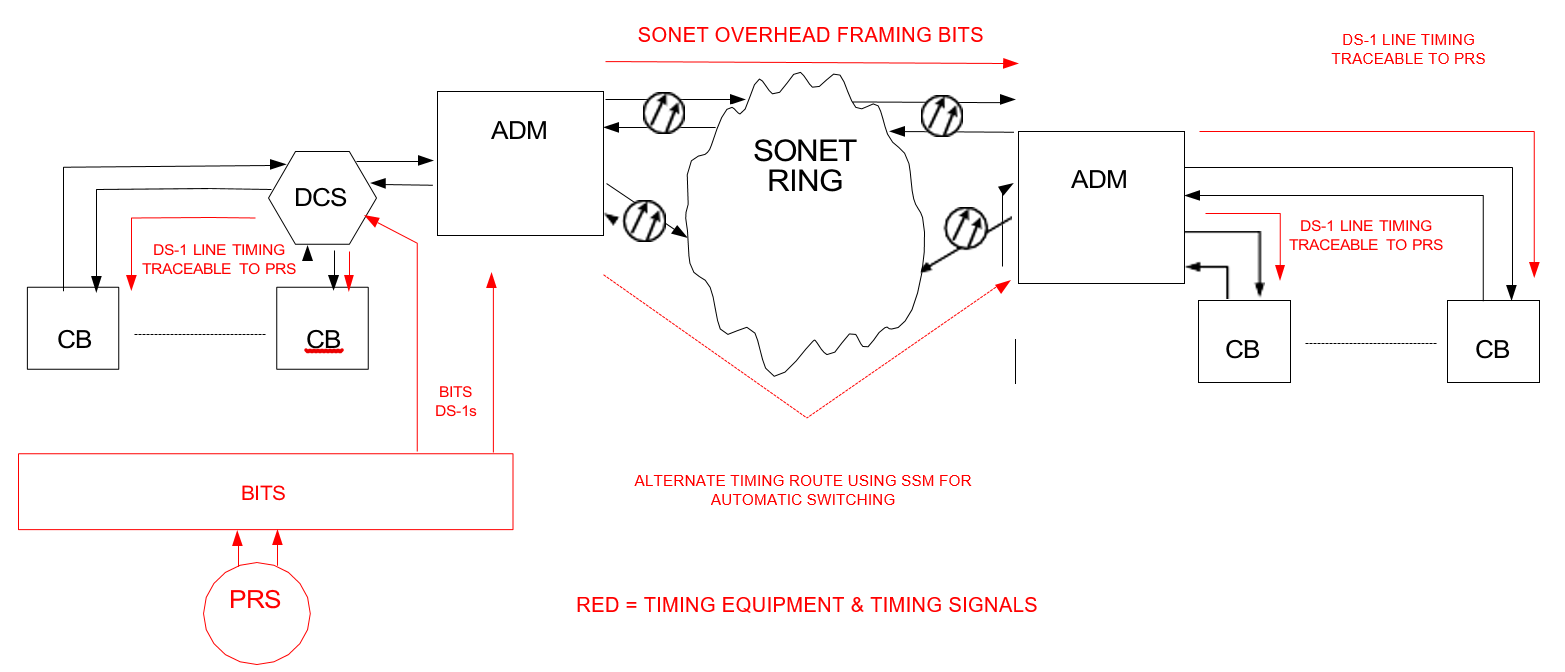 SONET OVERHEAD FRAMING BITS
DS-1 LINE TIMING
TRACEABLE TO PRS
ADM
SONET
RING
ADM
DCS
DS-1 LINE TIMING
TRACEABLE TO PRS
DS-1 LINE TIMING
TRACEABLE TO PRS
CB
CB
CB
CB
BITS
DS-1s
BITS
ALTERNATE TIMING ROUTE USING SSM FOR
AUTOMATIC SWITCHING
PRS
RED = TIMING EQUIPMENT & TIMING SIGNALS